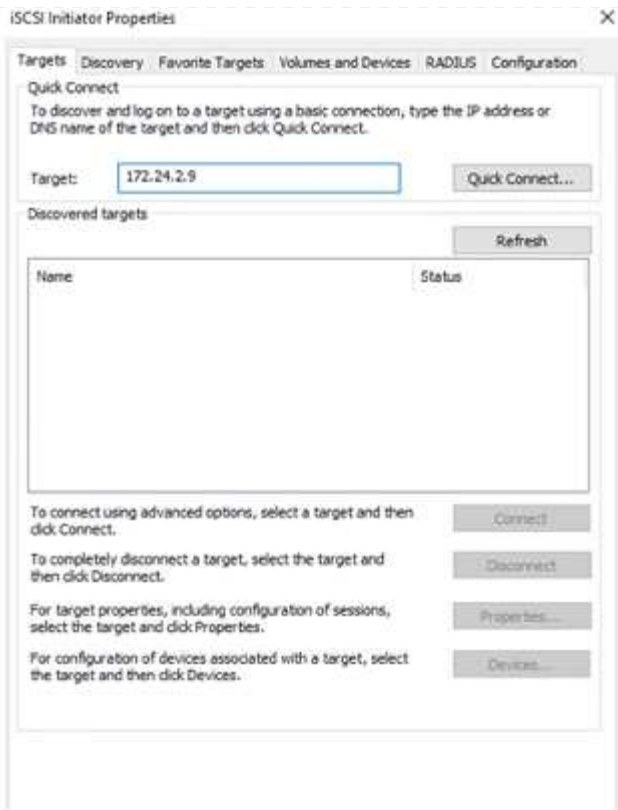 iSCSI Initiator Properties
Targets Discovery Favorite Targets Volumes and Devices RADIUS Configuration
Quick Connect
To discover and log on to a target using a basic connection, type the IP address or
DNS name of the target and then click Quick Connect.
Target: 172.24.2.9 Quick Connect...
Discovered targets
Refresh
Name Status
To connect using advanced options, select a target and then
click Connect.
Connect
To completely disconnect a target, select the target and
then click Disconnect.
Disconnect
For target properties, including configuration of sessions,
select the target and click Properties.
Properties...
For configuration of devices associated with a target, select
the target and then click Devices.
Devices...